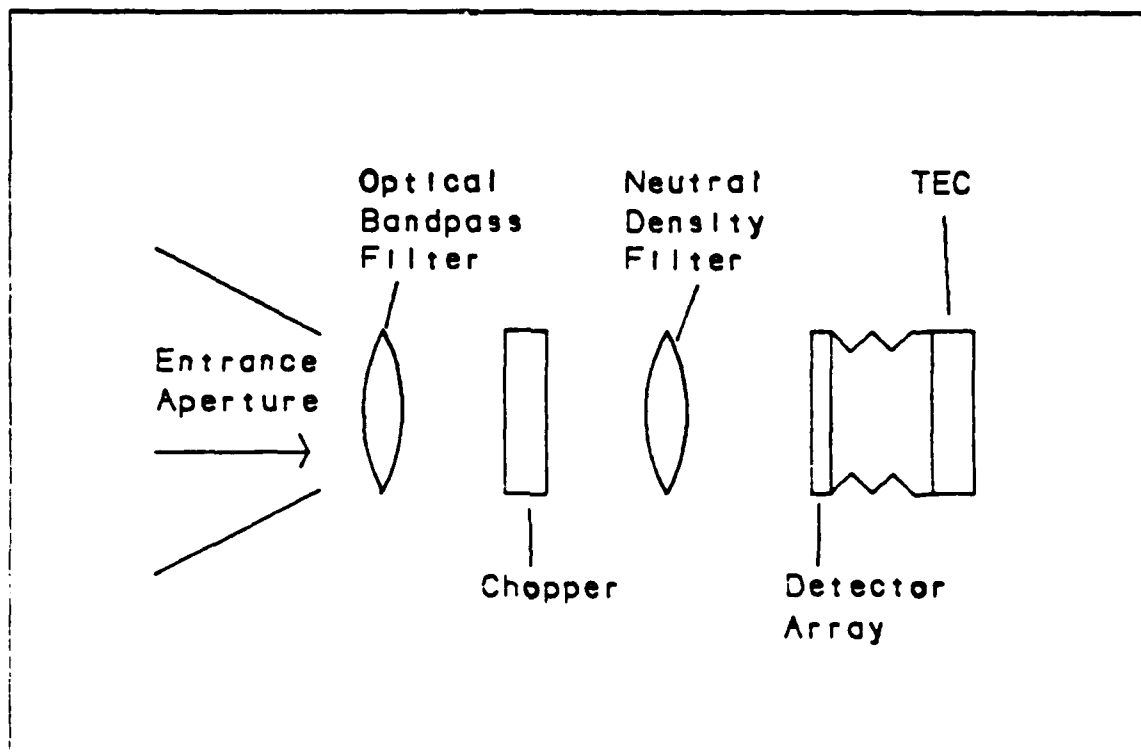 Optical
Bandpass
Filter
Neutral
Density
Filter
TEC
Entrance
Aperture
Chopper
Detector
Array